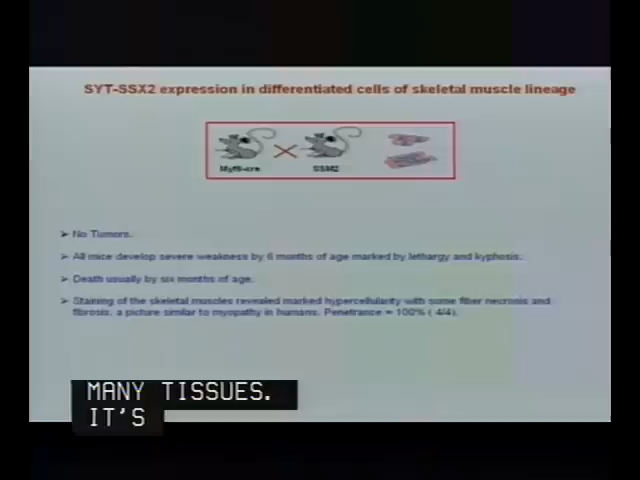 SYT-SSX2 expression in differentiated cells of skeletal muscle lineage
Myf6-cre SSM2
➢ No Tumors.
➢ All mice develop severe weakness by 6 months of age marked by lethargy and kyphosis.
➢ Death usually by six months of age.
➢ Staining of the skeletal muscles revealed marked hypercellularity with some fiber necrosis and
fibrosis, a picture similar to myopathy in humans. Penetrance = 100% ( 4/4).
MANY TISSUES.
IT'S